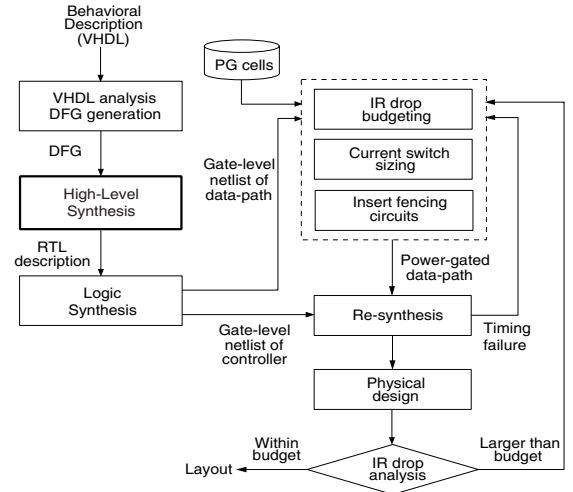 Behavioral
Description
(VHDL)
VHDL analysis
DFG generation
DFG
High-Level
Synthesis
RTL
description
Logic
Synthesis
PG cells
Gate-level
netlist of
data-path
IR drop
budgeting
Current switch
sizing
Insert fencing
circuits
Power-gated
data-path
Gate-level
netlist of
controller
Re-synthesis
Timing
failure
Physical
design
Within
budget
Larger than
budget
Layout
IR drop
analysis